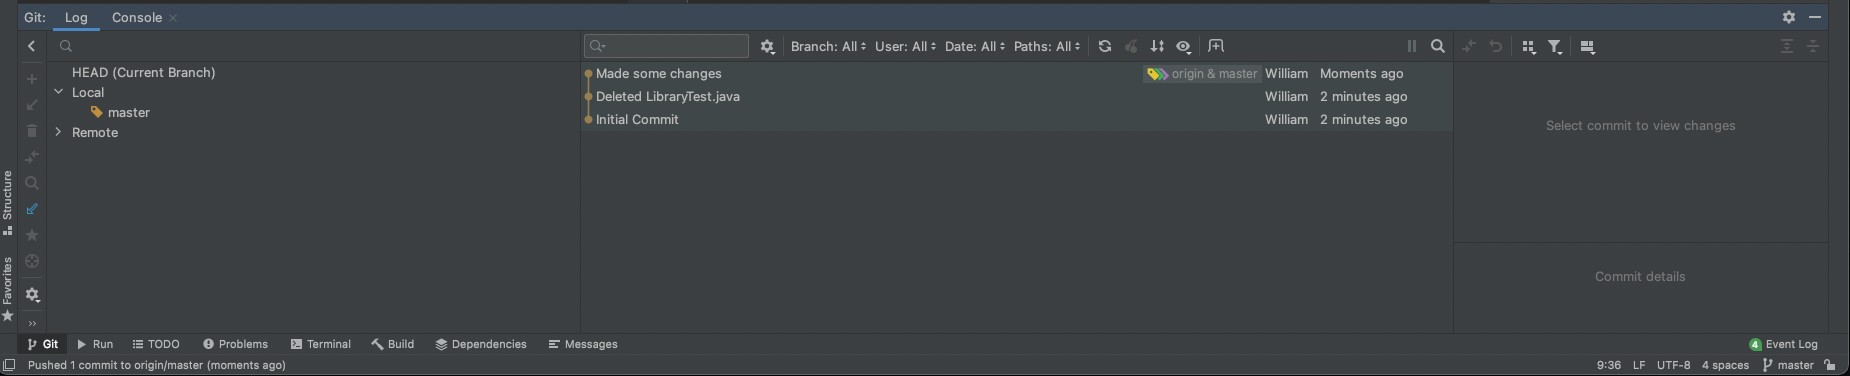 Git: Log Console
Branch: All User: All Date: All Paths: All
HEAD (Current Branch)
Local
master
Remote
Made some changes origin & master William Moments ago
Deleted LibraryTest.java William 2 minutes ago
Initial Commit William 2 minutes ago
Select commit to view changes
Commit details
Structure
Favorites
Git Run TODO Problems Terminal Build Dependencies Messages 4 Event Log
Pushed 1 commit to origin/master (moments ago) 9:36 LF UTF-8 4 spaces master